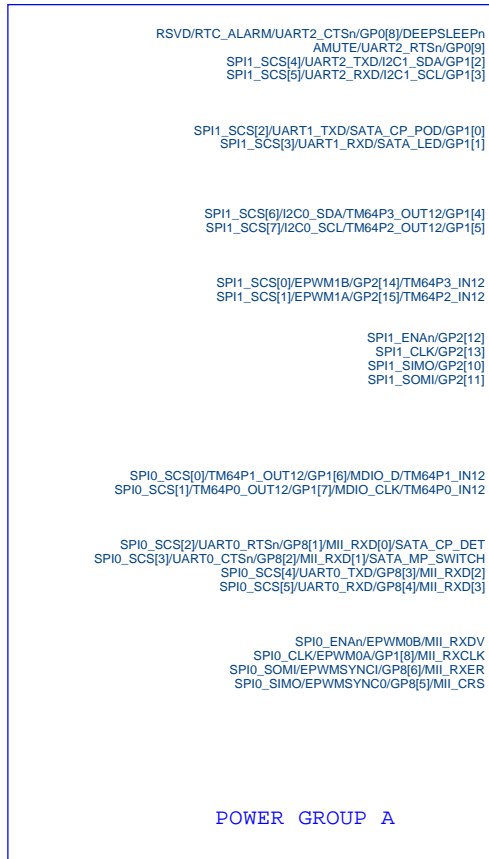 RSVD/RTC_ALARM/UART2_CTSn/GP0[8]/DEEPSLEEPn
AMUTE/UART2_RTSn/GP0[9]
SPI1_SCS[4]/UART2_TXD/I2C1_SDA/GP1[2]
SPI1_SCS[5]/UART2_RXD/I2C1_SCL/GP1[3]
SPI1_SCS[2]/UART1_TXD/SATA_CP_POD/GP1[0]
SPI1_SCS[3]/UART1_RXD/SATA_LED/GP1[1]
SPI1_SCS[6]/I2C0_SDA/TM64P3_OUT12/GP1[4]
SPI1_SCS[7]/I2C0_SCL/TM64P2_OUT12/GP1[5]
SPI1_SCS[0]/EPWM1B/GP2[14]/TM64P3_IN12
SPI1_SCS[1]/EPWM1A/GP2[15]/TM64P2_IN12
SPI1_ENAn/GP2[12]
SPI1_CLK/GP2[13]
SPI1_SIMO/GP2[10]
SPI1_SOMI/GP2[11]
SPI0_SCS[0]/TM64P1_OUT12/GP1[6]/MDIO_D/TM64P1_IN12
SPI0_SCS[1]/TM64P0_OUT12/GP1[7]/MDIO_CLK/TM64P0_IN12
SPI0_SCS[2]/UART0_RTSn/GP8[1]/MII_RXD[0]/SATA_CP_DET
SPI0_SCS[3]/UART0_CTSn/GP8[2]/MII_RXD[1]/SATA_MP_SWITCH
SPI0_SCS[4]/UART0_TXD/GP8[3]/MII_RXD[2]
SPI0_SCS[5]/UART0_RXD/GP8[4]/MII_RXD[3]
SPI0_ENAn/EPWM0B/MII_RXDV
SPI0_CLK/EPWM0A/GP1[8]/MII_RXCLK
SPI0_SOMI/EPWMSYNCI/GP8[6]/MII_RXER
SPI0_SIMO/EPWMSYNC0/GP8[5]/MII_CRS
POWER GROUP A